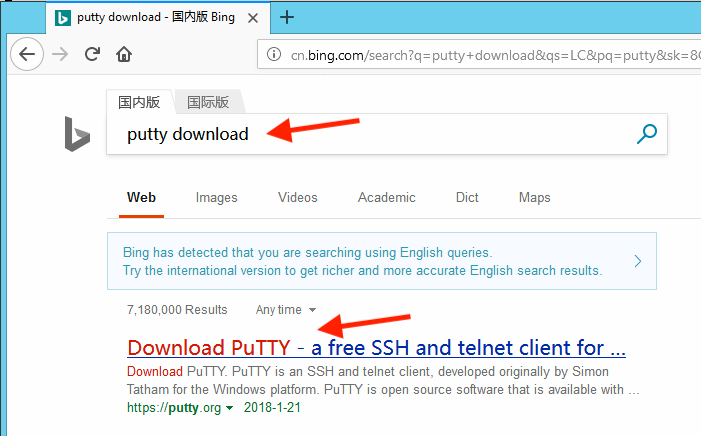 putty download - 国内版 Bing
cn.bing.com/search?q=putty+download&qs=LC&pq=putty&sk=8
国内版 国际版
putty download
Web Images Videos Academic Dict Maps
Bing has detected that you are searching using English queries.
Try the international version to get richer and more accurate English search results.
7,180,000 Results Any time
Download PuTTY - a free SSH and telnet client for ...
Download PuTTY. PuTTY is an SSH and telnet client, developed originally by Simon
Tatham for the Windows platform. PuTTY is open source software that is available with ...
https://putty.org 2018-1-21